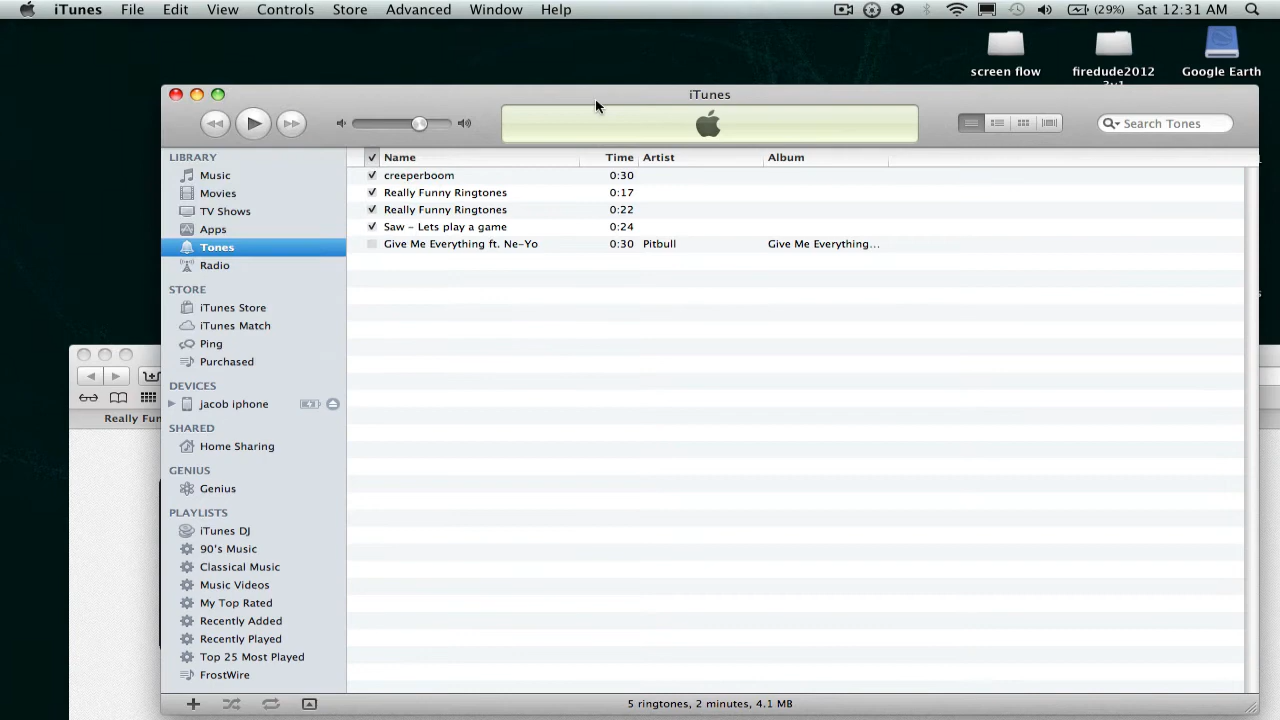 iTunes File Edit View Controls Store Advanced Window Help (29%) Sat 12:31 AM
screen flow firedude2012 Google Earth
iTunes
Search Tones
LIBRARY
Music
Movies
TV Shows
Apps
Tones
Radio
STORE
iTunes Store
iTunes Match
Ping
Purchased
DEVICES
jacob iphone
SHARED
Home Sharing
GENIUS
Genius
PLAYLISTS
iTunes DJ
90's Music
Classical Music
Music Videos
My Top Rated
Recently Added
Recently Played
Top 25 Most Played
FrostWire
Name Time Artist Album
creeperboom 0:30
Really Funny Ringtones 0:17
Really Funny Ringtones 0:22
Saw - Lets play a game 0:24
Give Me Everything ft. Ne-Yo 0:30 Pitbull Give Me Everything...
Really Fun
5 ringtones, 2 minutes, 4.1 MB